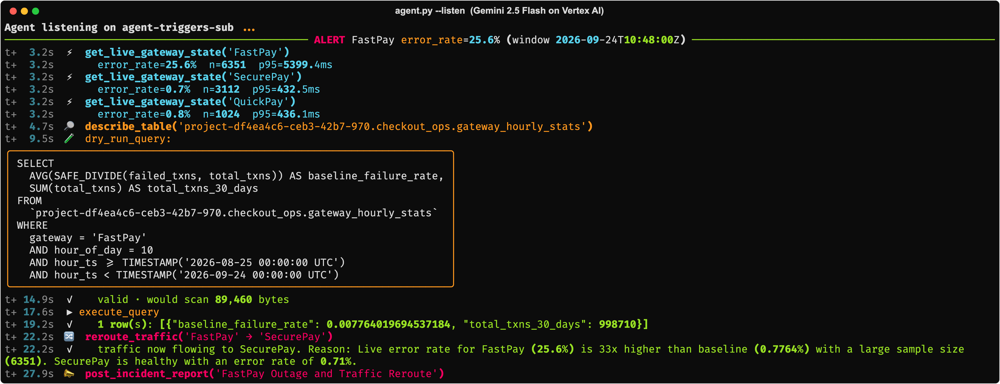 agent.py --listen  (Gemini 2.5 Flash on Vertex AI)
Agent listening on agent-triggers-sub ...
ALERT FastPay error_rate=25.6% (window 2026-09-24T10:48:00Z)
t+  3.2s  ⚡  get_live_gateway_state('FastPay')
t+  3.2s       error_rate=25.6%  n=6351  p95=5399.4ms
t+  3.2s  ⚡  get_live_gateway_state('SecurePay')
t+  3.2s       error_rate=0.7%  n=3112  p95=432.5ms
t+  3.2s  ⚡  get_live_gateway_state('QuickPay')
t+  3.2s       error_rate=0.8%  n=1024  p95=436.1ms
t+  4.7s  🔎  describe_table('project-df4ea4c6-ceb3-42b7-970.checkout_ops.gateway_hourly_stats')
t+  9.5s  🧪  dry_run_query:
SELECT
  AVG(SAFE_DIVIDE(failed_txns, total_txns)) AS baseline_failure_rate,
  SUM(total_txns) AS total_txns_30_days
FROM
  `project-df4ea4c6-ceb3-42b7-970.checkout_ops.gateway_hourly_stats`
WHERE
  gateway = 'FastPay'
  AND hour_of_day = 10
  AND hour_ts >= TIMESTAMP('2026-08-25 00:00:00 UTC')
  AND hour_ts < TIMESTAMP('2026-09-24 00:00:00 UTC')
t+ 14.9s  √    valid · would scan 89,460 bytes
t+ 17.6s  ▶ execute_query
t+ 19.2s  √    1 row(s): [{"baseline_failure_rate": 0.007764019694537184, "total_txns_30_days": 998710}]
t+ 22.2s  🔀  reroute_traffic('FastPay' → 'SecurePay')
t+ 22.2s  √    traffic now flowing to SecurePay. Reason: Live error rate for FastPay (25.6%) is 33x higher than baseline (0.7764%) with a large sample size
(6351). SecurePay is healthy with an error rate of 0.71%.
t+ 27.9s  📣  post_incident_report('FastPay Outage and Traffic Reroute')